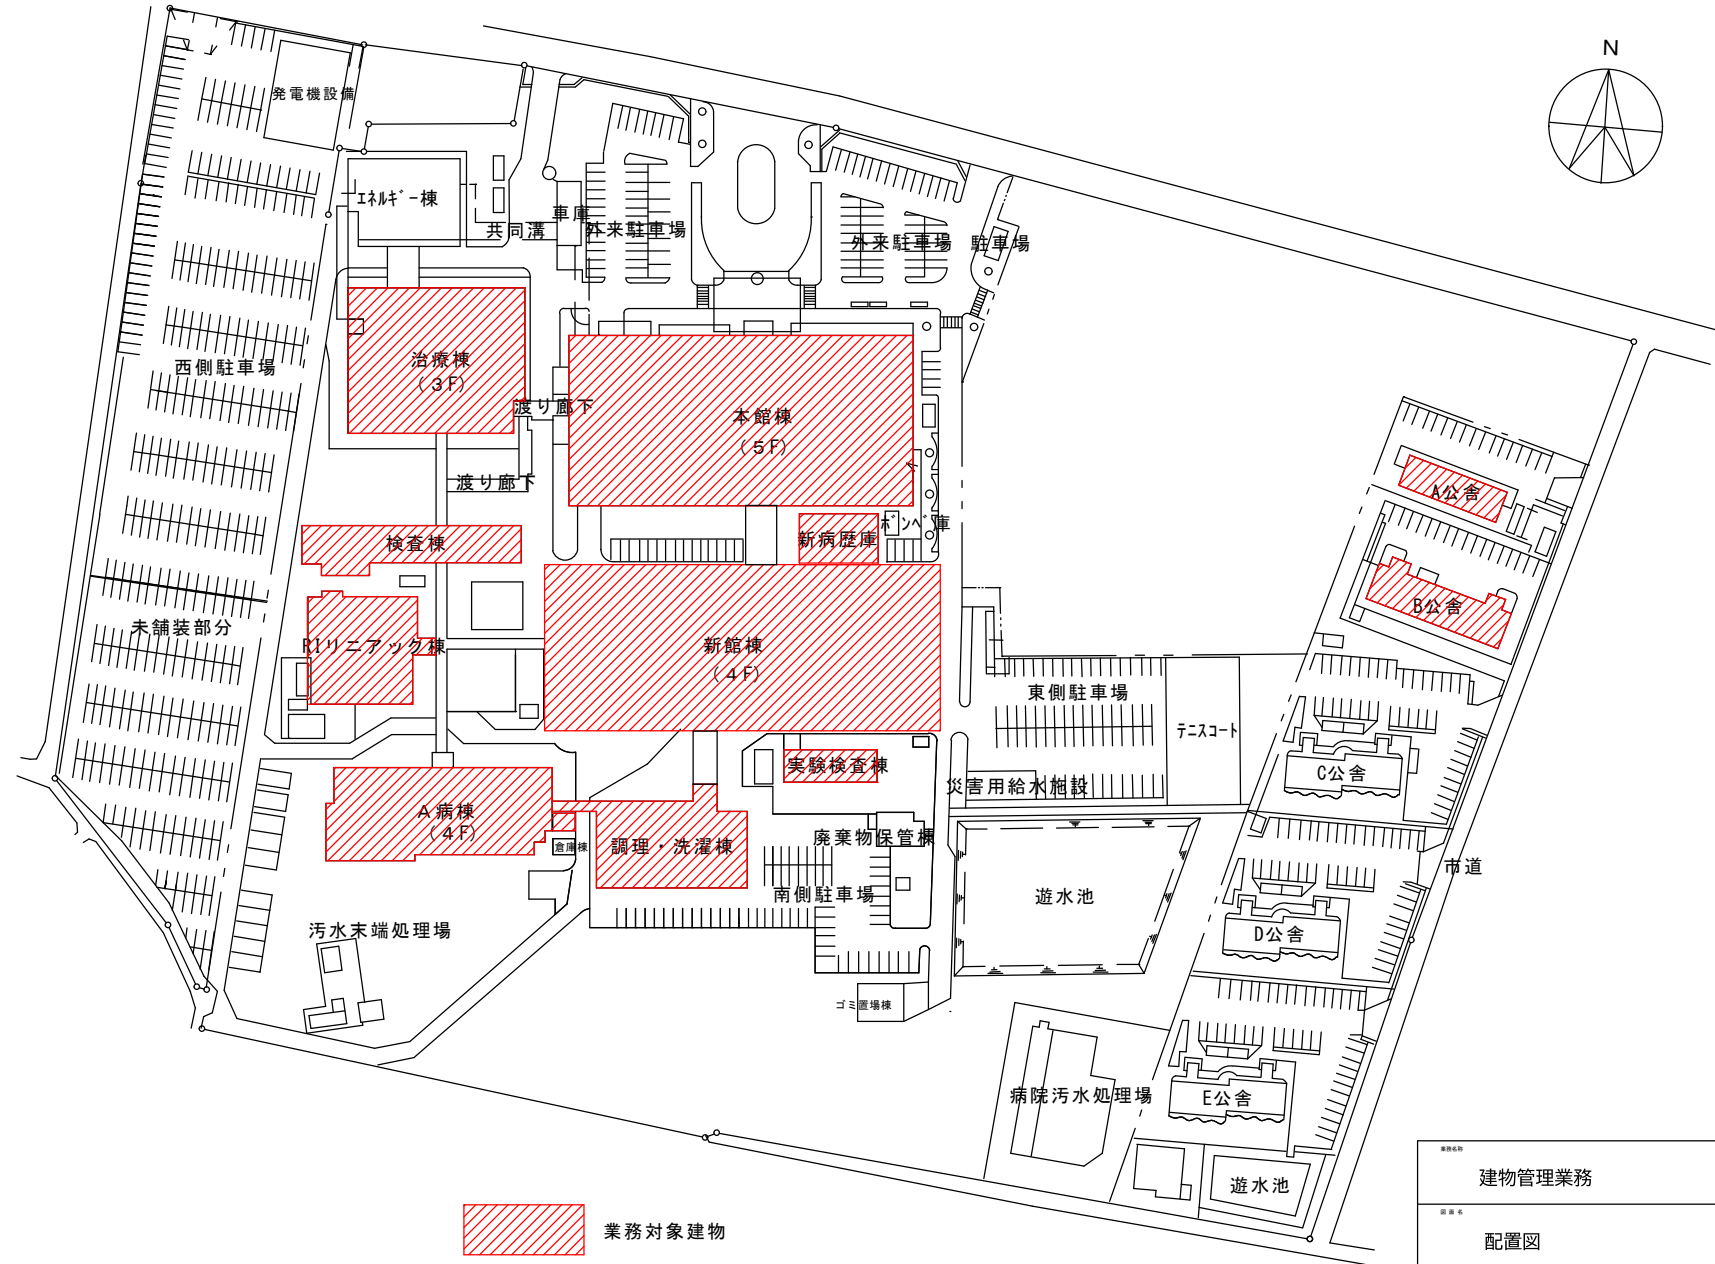 N
発電機設備
エネルギー棟
共同溝
車庫
外来駐車場
外来駐車場
駐車場
西側駐車場
治療棟
(3F)
渡り廊下
本館棟
(5F)
渡り廊下
A公舎
検査棟
新病歴庫
ボンベ庫
B公舎
未舗装部分
RIリニアック棟
新館棟
(4F)
東側駐車場
テニスコート
C公舎
実験検査棟
災害用給水施設
A病棟
(4F)
倉庫棟
調理・洗濯棟
廃棄物保管棟
市道
南側駐車場
遊水池
汚水末端処理場
D公舎
ゴミ置場棟
病院汚水処理場
E公舎
遊水池
業務対象建物
業務名称
建物管理業務
図面名
配置図